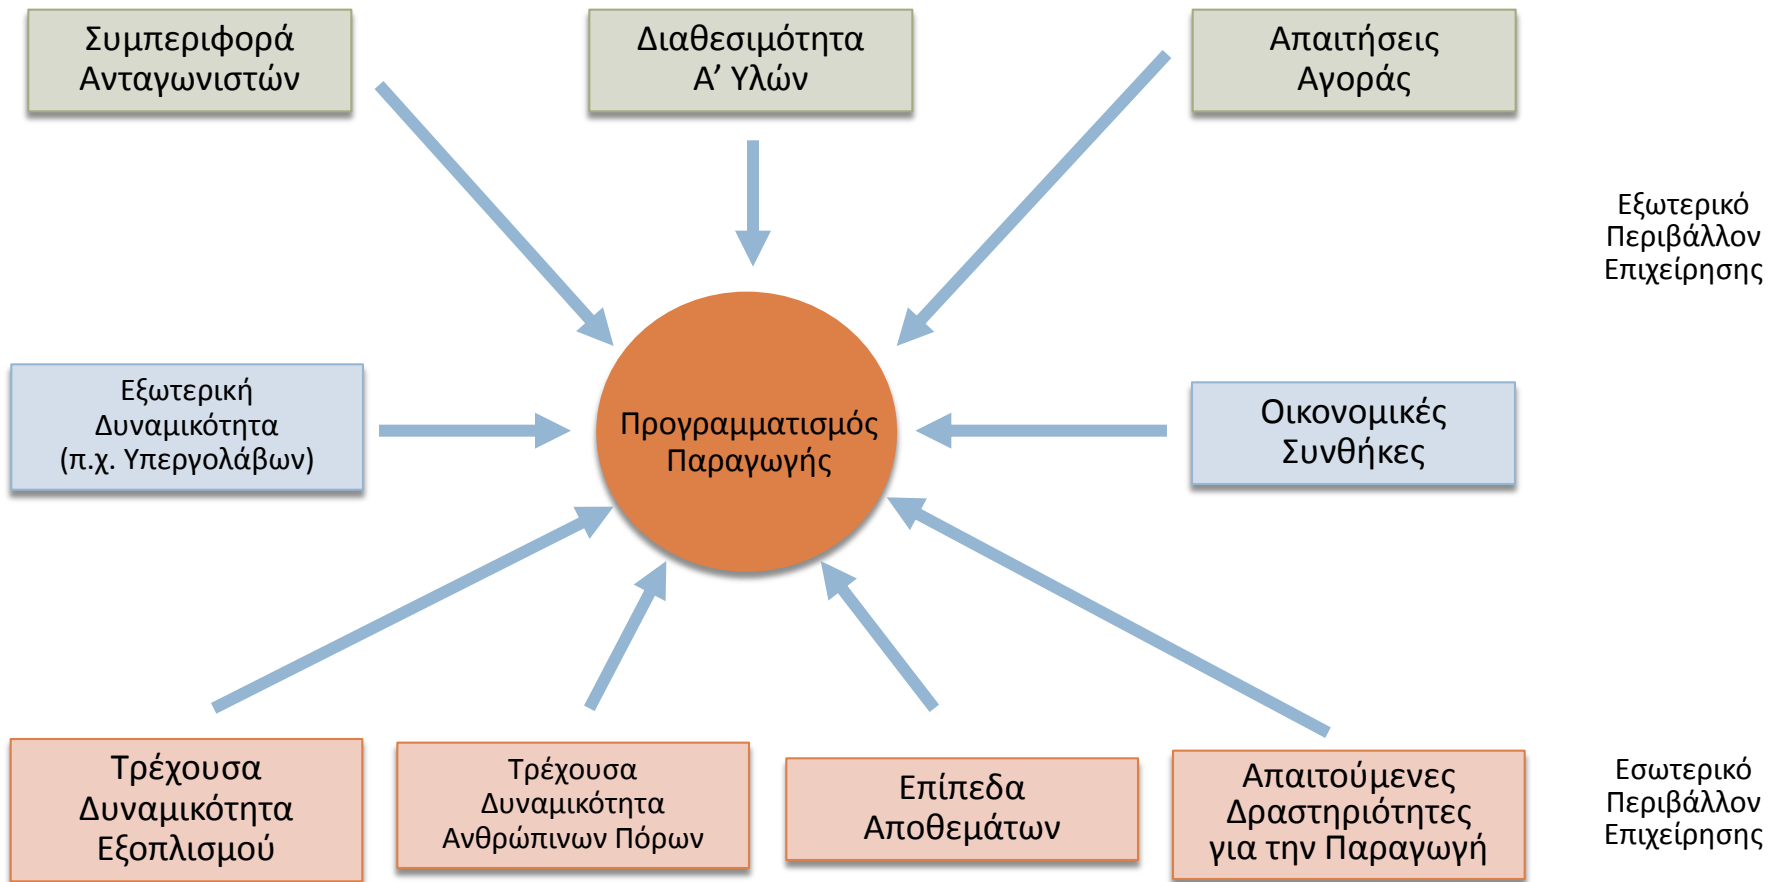 Συμπεριφορά
Ανταγωνιστών
Διαθεσιμότητα
Α’ Υλών
Απαιτήσεις
Αγοράς
Εξωτερικό
Περιβάλλον
Επιχείρησης
Εξωτερική
Δυναμικότητα
(π.χ. Υπεργολάβων)
Προγραμματισμός
Παραγωγής
Οικονομικές
Συνθήκες
Τρέχουσα
Δυναμικότητα
Εξοπλισμού
Τρέχουσα
Δυναμικότητα
Ανθρώπινων Πόρων
Επίπεδα
Αποθεμάτων
Απαιτούμενες
Δραστηριότητες
για την Παραγωγή
Εσωτερικό
Περιβάλλον
Επιχείρησης